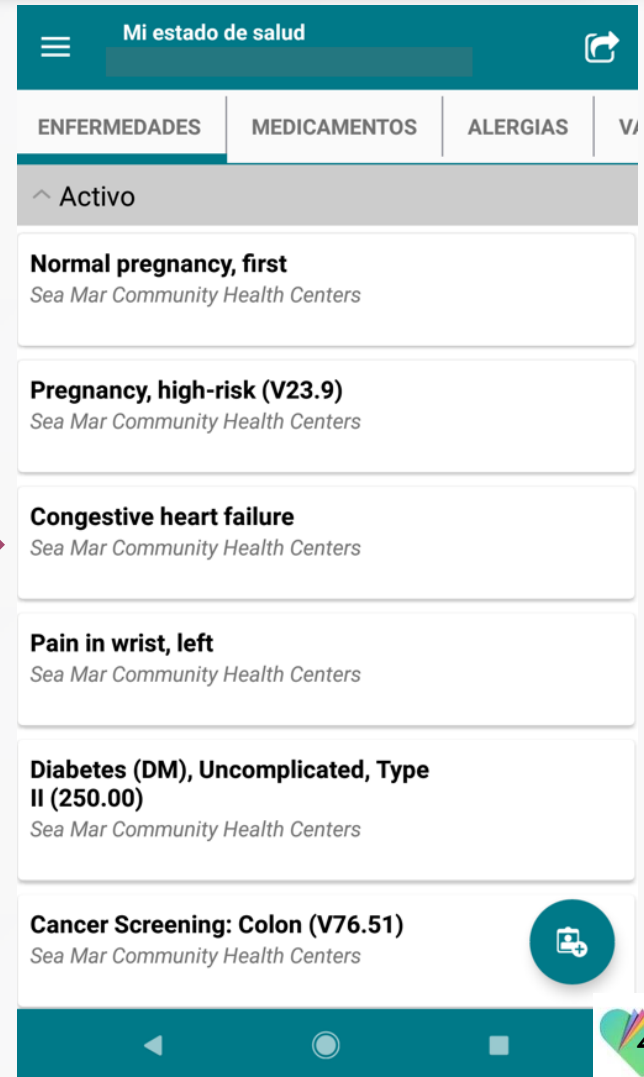 Mi estado de salud
ENFERMEDADES
MEDICAMENTOS
ALERGIAS
Activo
Normal pregnancy, first
Sea Mar Community Health Centers
Pregnancy, high-risk (V23.9)
Sea Mar Community Health Centers
Congestive heart failure
Sea Mar Community Health Centers
Pain in wrist, left
Sea Mar Community Health Centers
Diabetes (DM), Uncomplicated, Type
II (250.00)
Sea Mar Community Health Centers
Cancer Screening: Colon (V76.51)
Sea Mar Community Health Centers